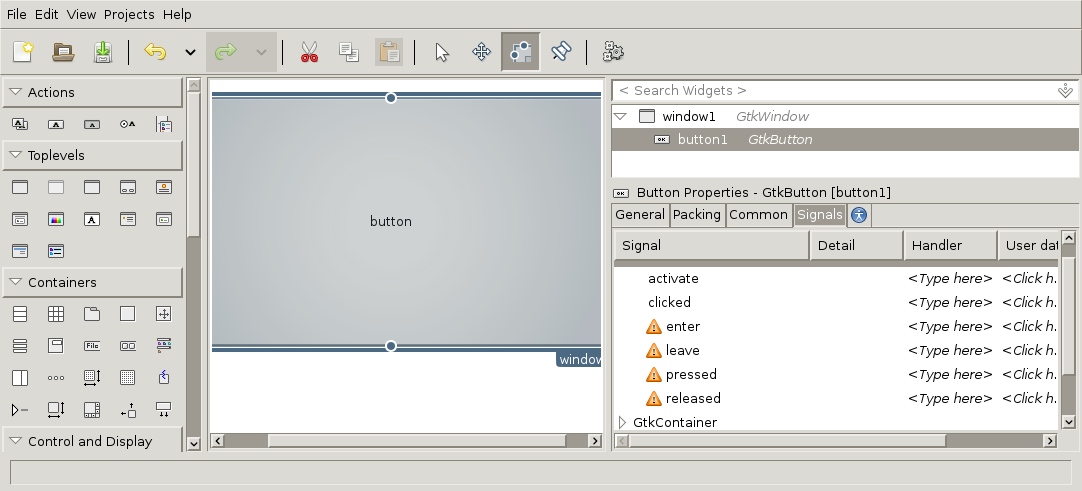 File Edit View Projects Help
Actions
Toplevels
Containers
File
Control and Display
button
window
< Search Widgets >
window1 GtkWindow
OK button1 GtkButton
OK Button Properties - GtkButton [button1]
General Packing Common Signals
Signal Detail Handler User dat
activate <Type here> <Click h.
clicked <Type here> <Click h.
enter <Type here> <Click h.
leave <Type here> <Click h.
pressed <Type here> <Click h.
released <Type here> <Click h.
GtkContainer